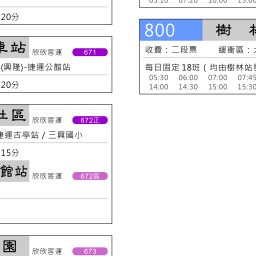 20分
車站 欣欣客運 671
(興隆)-捷運公館站
20分
社區 欣欣客運 672正
捷運古亭站 / 三興國小
15分
館站 欣欣客運 672區
園 欣欣客運 673
800 樹 林
收費：二段票 緩衝區：
每日固定18班（均由樹林站
05:30 06:00 07:00 07:45
14:00 14:30 15:00 15:30